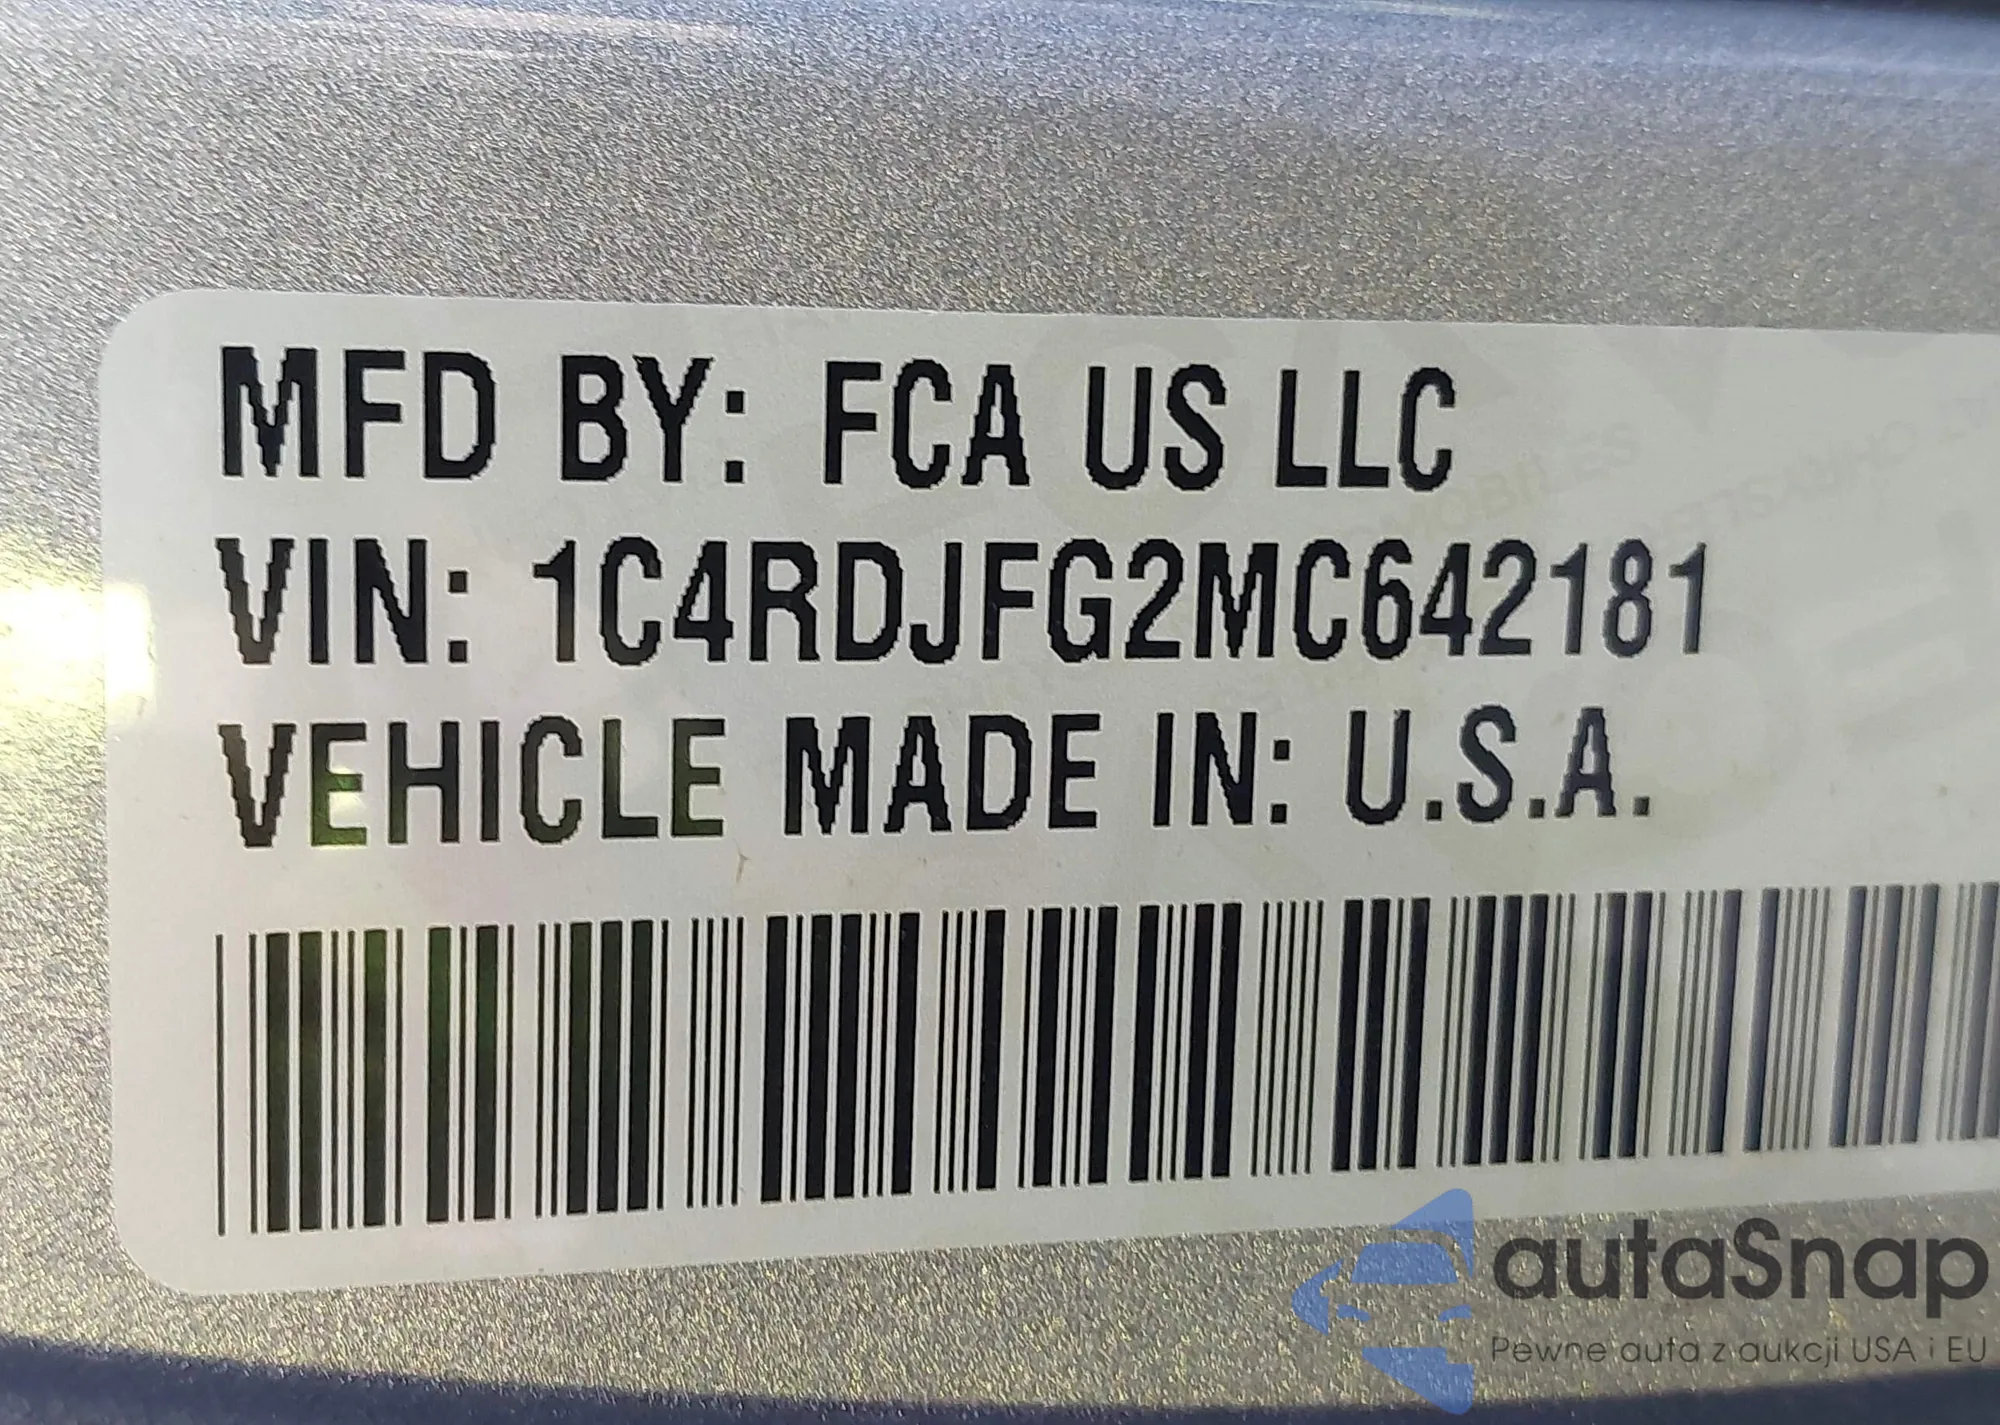 MFD BY: FCA US LLC
VIN: 1C4RDJFG2MC642181
VEHICLE MADE IN: U.S.A.
autaSnap
Pewne auta z aukcji USA i EU